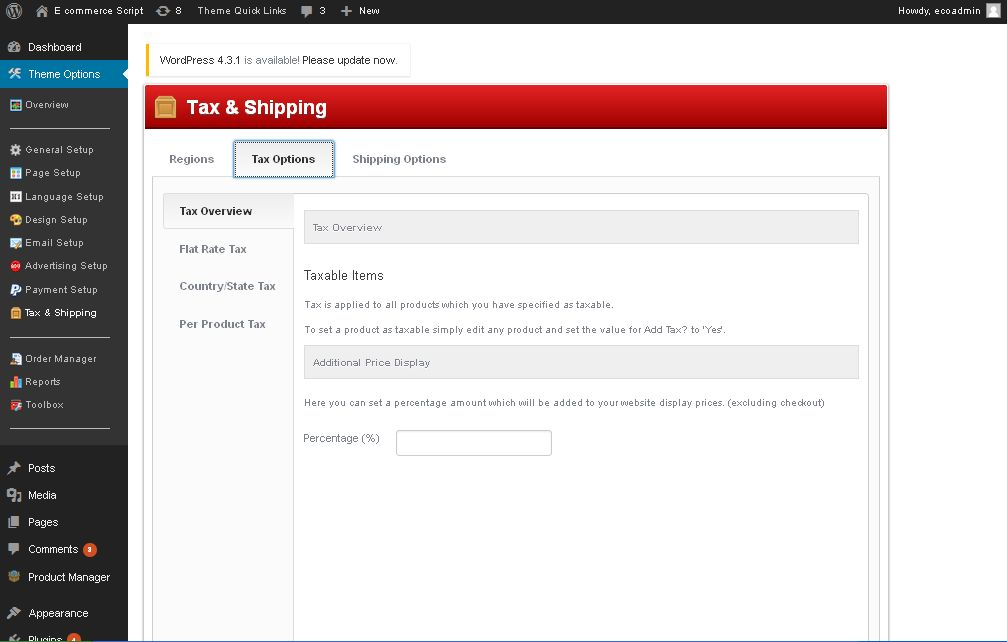 E commerce Script 8 Theme Quick Links 3 New Howdy, ecoadmin
Dashboard
Theme Options
Overview
General Setup
Page Setup
Language Setup
Design Setup
Email Setup
Advertising Setup
Payment Setup
Tax & Shipping
Order Manager
Reports
Toolbox
Posts
Media
Pages
Comments 3
Product Manager
Appearance
Plugins 4
WordPress 4.3.1 is available! Please update now.
Tax & Shipping
Regions Tax Options Shipping Options
Tax Overview
Flat Rate Tax
Country/State Tax
Per Product Tax
Tax Overview
Taxable Items
Tax is applied to all products which you have specified as taxable.
To set a product as taxable simply edit any product and set the value for Add Tax? to 'Yes'.
Additional Price Display
Here you can set a percentage amount which will be added to your website display prices. (excluding checkout)
Percentage (%)